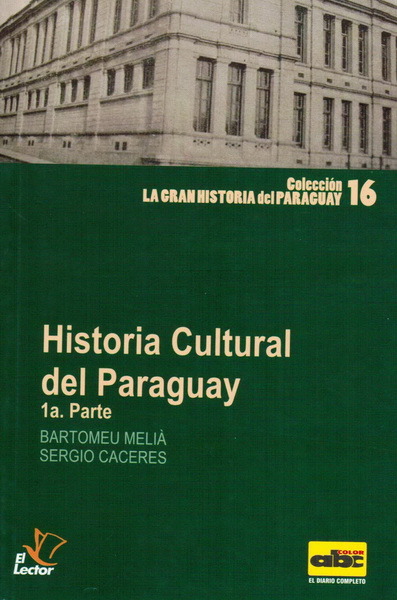 Colección
LA GRAN HISTORIA del PARAGUAY 16
Historia Cultural
del Paraguay
1a. Parte
BARTOMEU MELIÀ
SERGIO CACERES
El
Lector
COLOR
abc
EL DIARIO COMPLETO